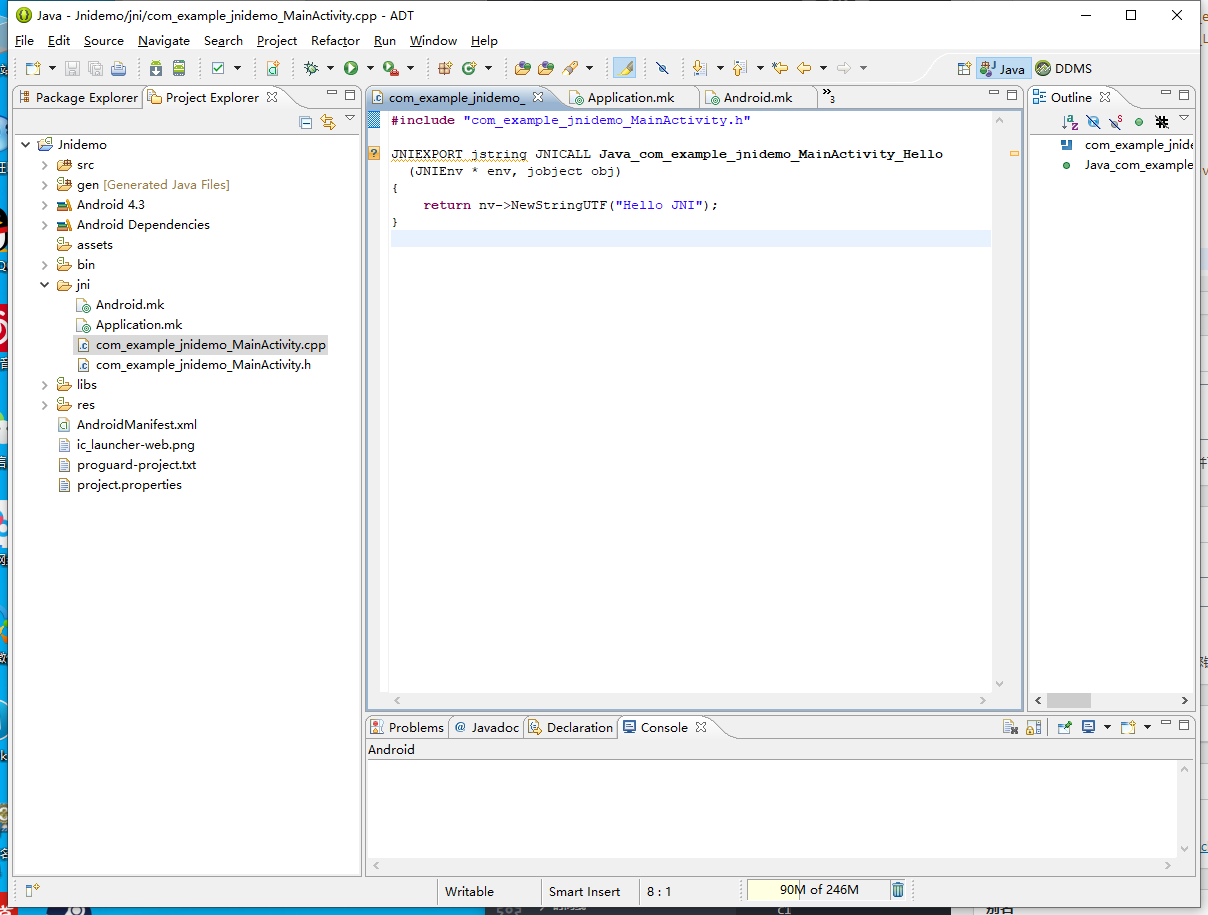 Java - Jnidemo/jni/com_example_jnidemo_MainActivity.cpp - ADT
File Edit Source Navigate Search Project Refactor Run Window Help
Java DDMS
Package Explorer Project Explorer
Jnidemo
src
gen [Generated Java Files]
Android 4.3
Android Dependencies
assets
bin
jni
Android.mk
Application.mk
com_example_jnidemo_MainActivity.cpp
com_example_jnidemo_MainActivity.h
libs
res
AndroidManifest.xml
ic_launcher-web.png
proguard-project.txt
project.properties
com_example_jnidemo_ Application.mk Android.mk »3
#include "com_example_jnidemo_MainActivity.h"
JNIEXPORT jstring JNICALL Java_com_example_jnidemo_MainActivity_Hello
(JNIEnv * env, jobject obj)
{
return nv->NewStringUTF("Hello JNI");
}
Outline
com_example_jnide
Java_com_example
Problems @ Javadoc Declaration Console
Android
Writable Smart Insert 8 : 1 90M of 246M
别名